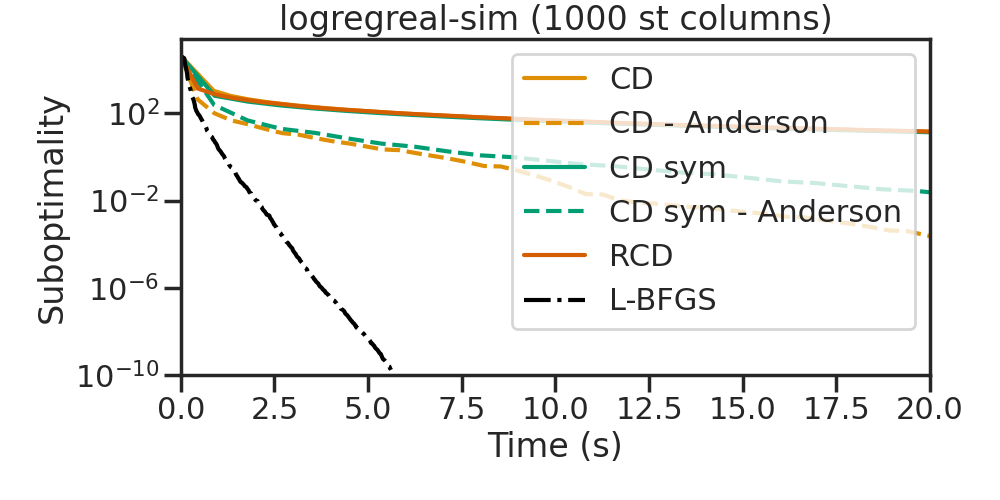 logregreal-sim (1000 st columns)
Suboptimality
10²
10⁻²
10⁻⁶
10⁻¹⁰
CD
CD - Anderson
CD sym
CD sym - Anderson
RCD
L-BFGS
0.0 2.5 5.0 7.5 10.0 12.5 15.0 17.5 20.0
Time (s)